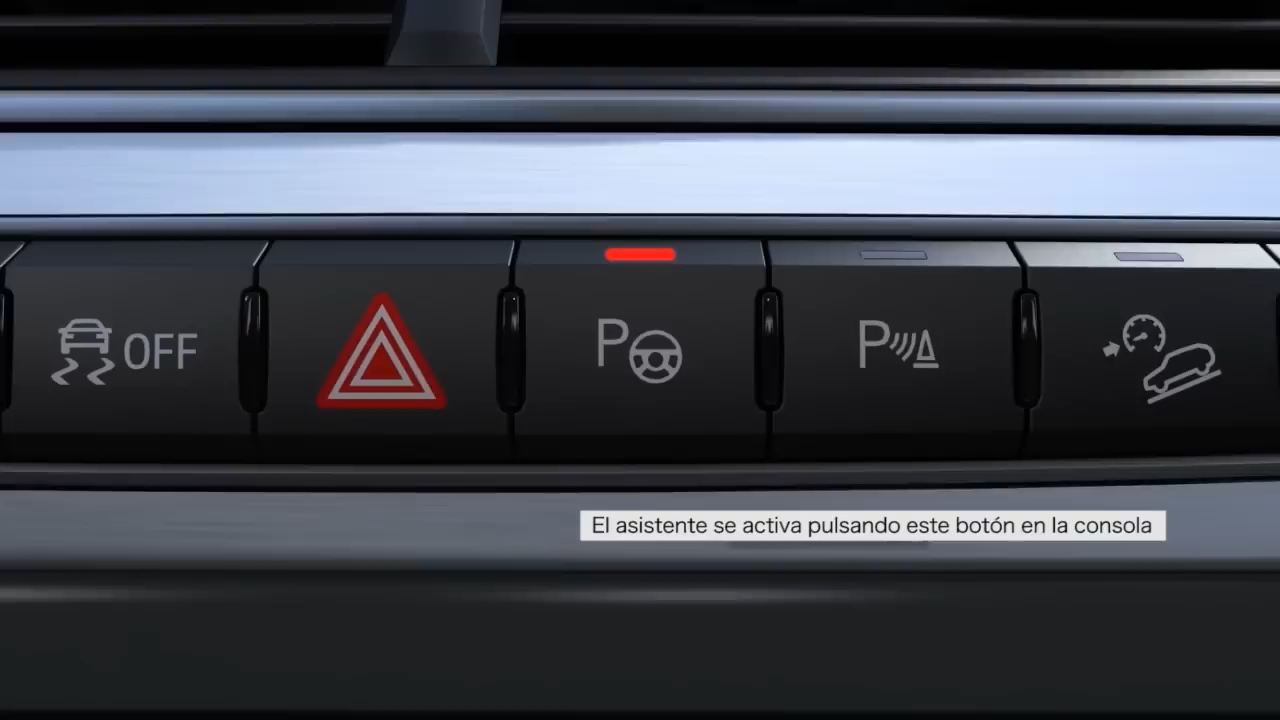 OFF
P
P
El asistente se activa pulsando este botón en la consola